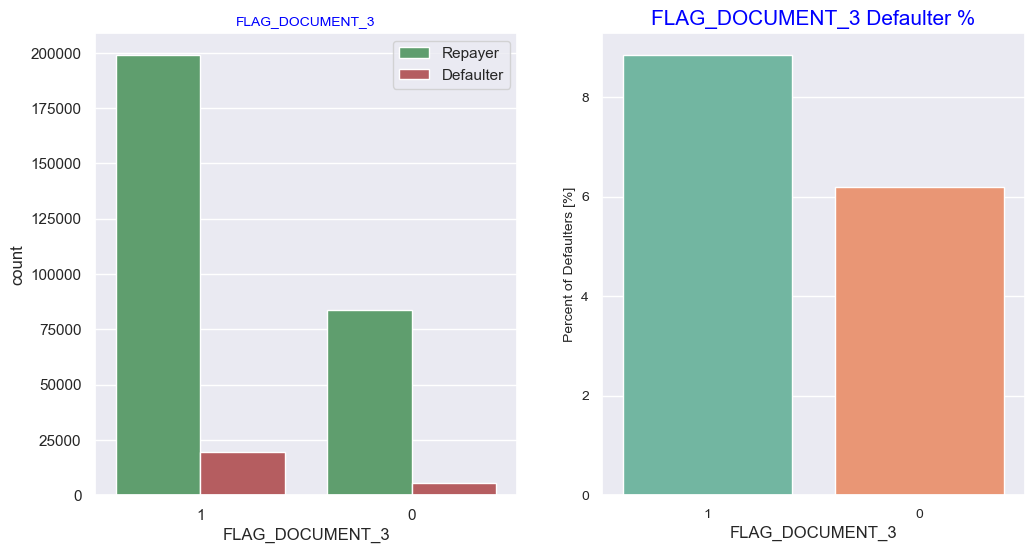 FLAG_DOCUMENT_3
200000
175000
150000
125000
100000
75000
50000
25000
0
count
Repayer
Defaulter
1 0
FLAG_DOCUMENT_3
FLAG_DOCUMENT_3 Defaulter %
8
6
4
2
0
Percent of Defaulters [%]
1 0
FLAG_DOCUMENT_3